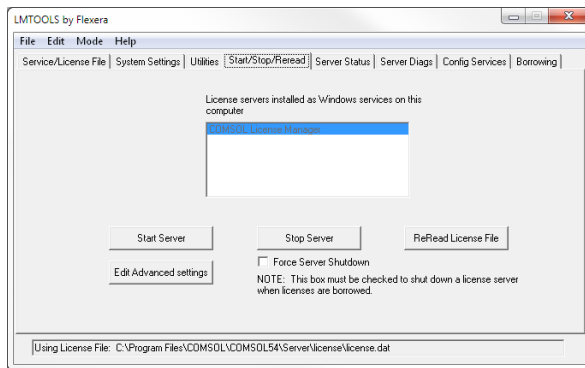 LMTOOLS by Flexera
File Edit Mode Help
Service/License File System Settings Utilities Start/Stop/Reread Server Status Server Diags Config Services Borrowing
License servers installed as Windows services on this
computer
COMSOL License Manager
Start Server Stop Server ReRead License File
Edit Advanced settings
Force Server Shutdown
NOTE: This box must be checked to shut down a license server
when licenses are borrowed.
Using License File: C:\Program Files\COMSOL\COMSOL54\Server\license\license.dat